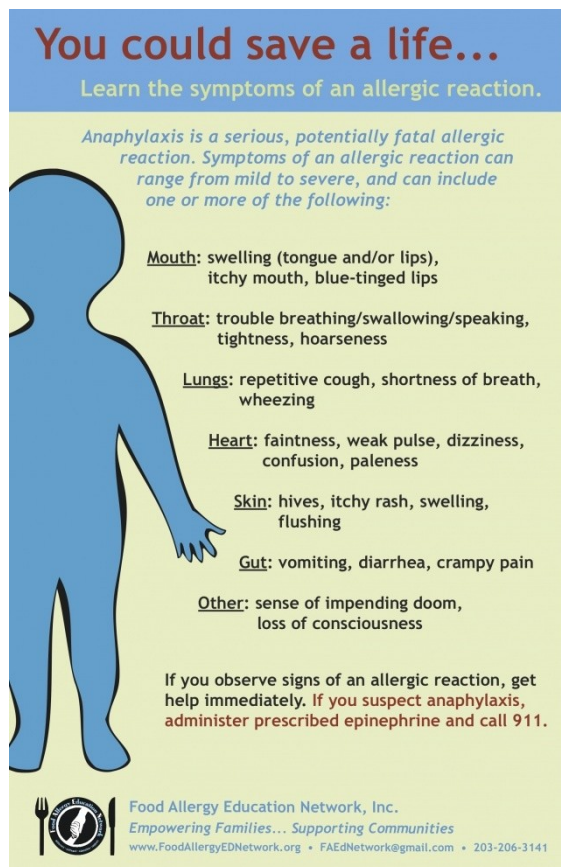 You could save a life...
Learn the symptoms of an allergic reaction.
Anaphylaxis is a serious, potentially fatal allergic
reaction. Symptoms of an allergic reaction can
range from mild to severe, and can include
one or more of the following:
Mouth: swelling (tongue and/or lips),
itchy mouth, blue-tinged lips
Throat: trouble breathing/swallowing/speaking,
tightness, hoarseness
Lungs: repetitive cough, shortness of breath,
wheezing
Heart: faintness, weak pulse, dizziness,
confusion, paleness
Skin: hives, itchy rash, swelling,
flushing
Gut: vomiting, diarrhea, crampy pain
Other: sense of impending doom,
loss of consciousness
If you observe signs of an allergic reaction, get
help immediately. If you suspect anaphylaxis,
administer prescribed epinephrine and call 911.
Food Allergy Education Network
Food Allergy Education Network, Inc.
Empowering Families... Supporting Communities
www.FoodAllergyEDNetwork.org • FAEdNetwork@gmail.com • 203-206-3141